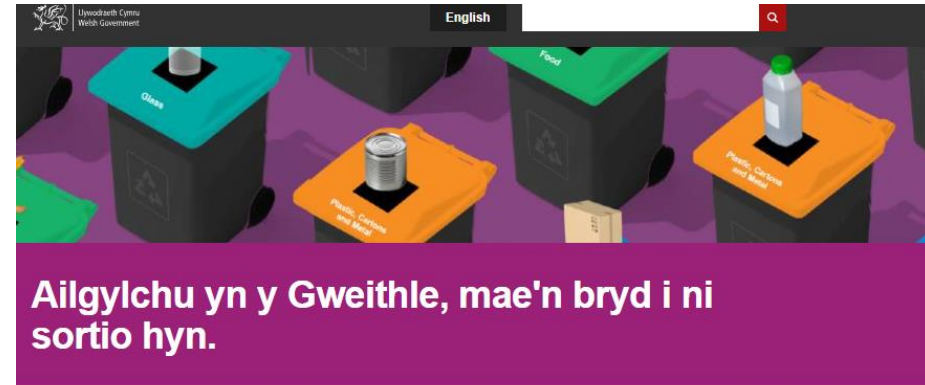 Llywodraeth Cymru
Welsh Government
English
Glass
Food
Plastic, Cartons
and Metal
Plastic, Cartons
and Metal
Ailgylchu yn y Gweithle, mae'n bryd i ni
sortio hyn.